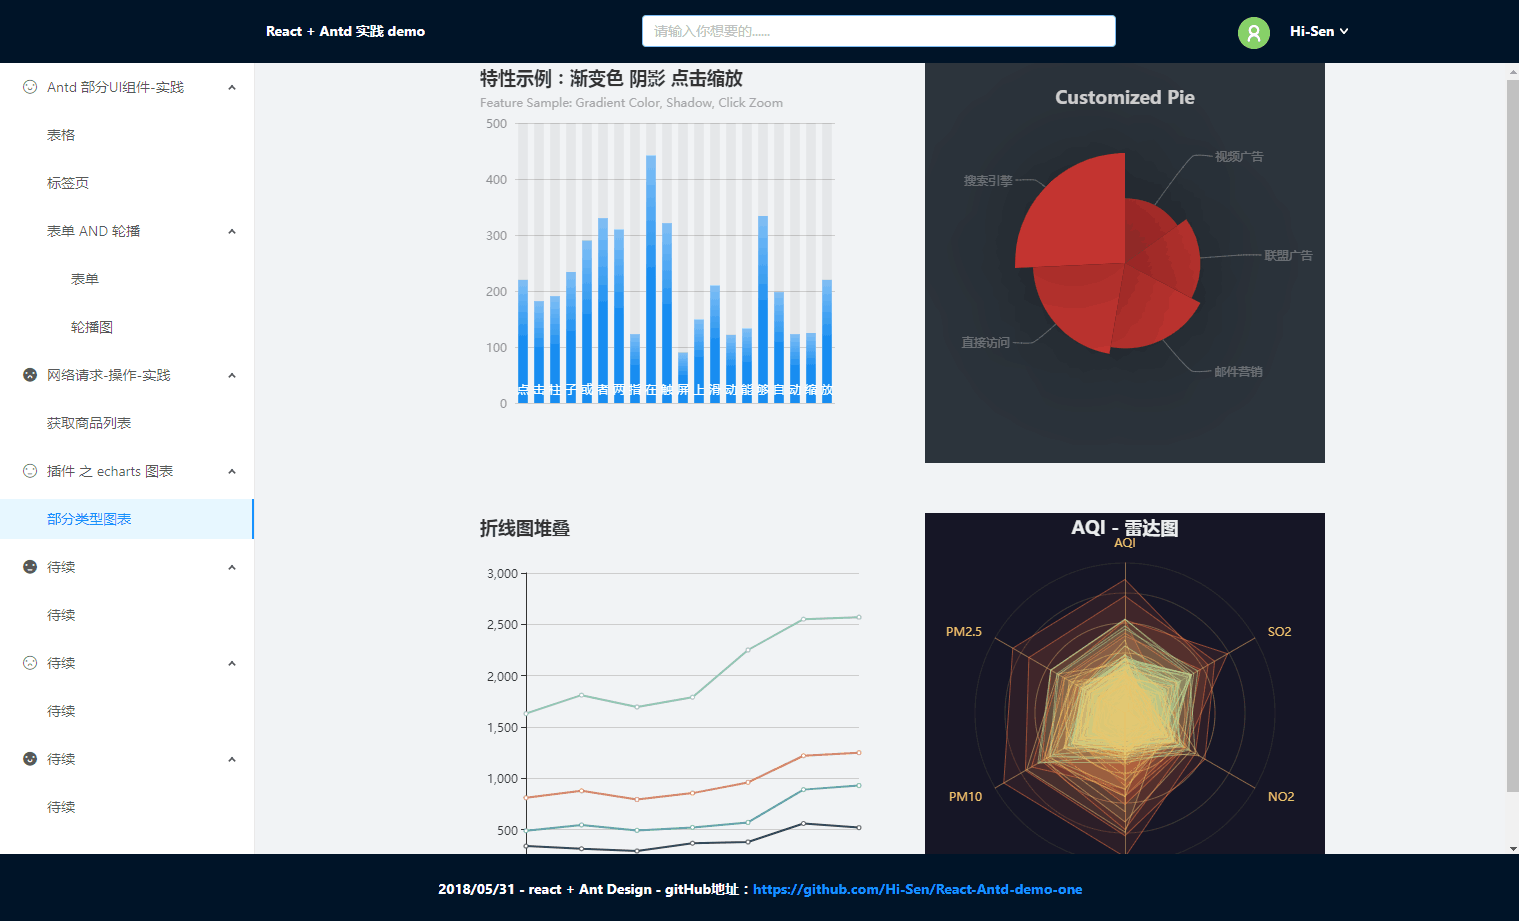 React + Antd 实践 demo
请输入你想要的......
Hi-Sen
Antd 部分UI组件-实践
表格
标签页
表单 AND 轮播
表单
轮播图
网络请求-操作-实践
获取商品列表
插件 之 echarts 图表
部分类型图表
待续
待续
待续
待续
待续
待续
特性示例：渐变色 阴影 点击缩放
Feature Sample: Gradient Color, Shadow, Click Zoom
500
400
300
200
100
0
点击柱子或者两指在触屏上滑动能够自动缩放
Customized Pie
视频广告
搜索引擎
联盟广告
直接访问
邮件营销
折线图堆叠
3,000
2,500
2,000
1,500
1,000
500
AQI - 雷达图
AQI
PM2.5
SO2
PM10
NO2
2018/05/31 - react + Ant Design - gitHub地址：https://github.com/Hi-Sen/React-Antd-demo-one